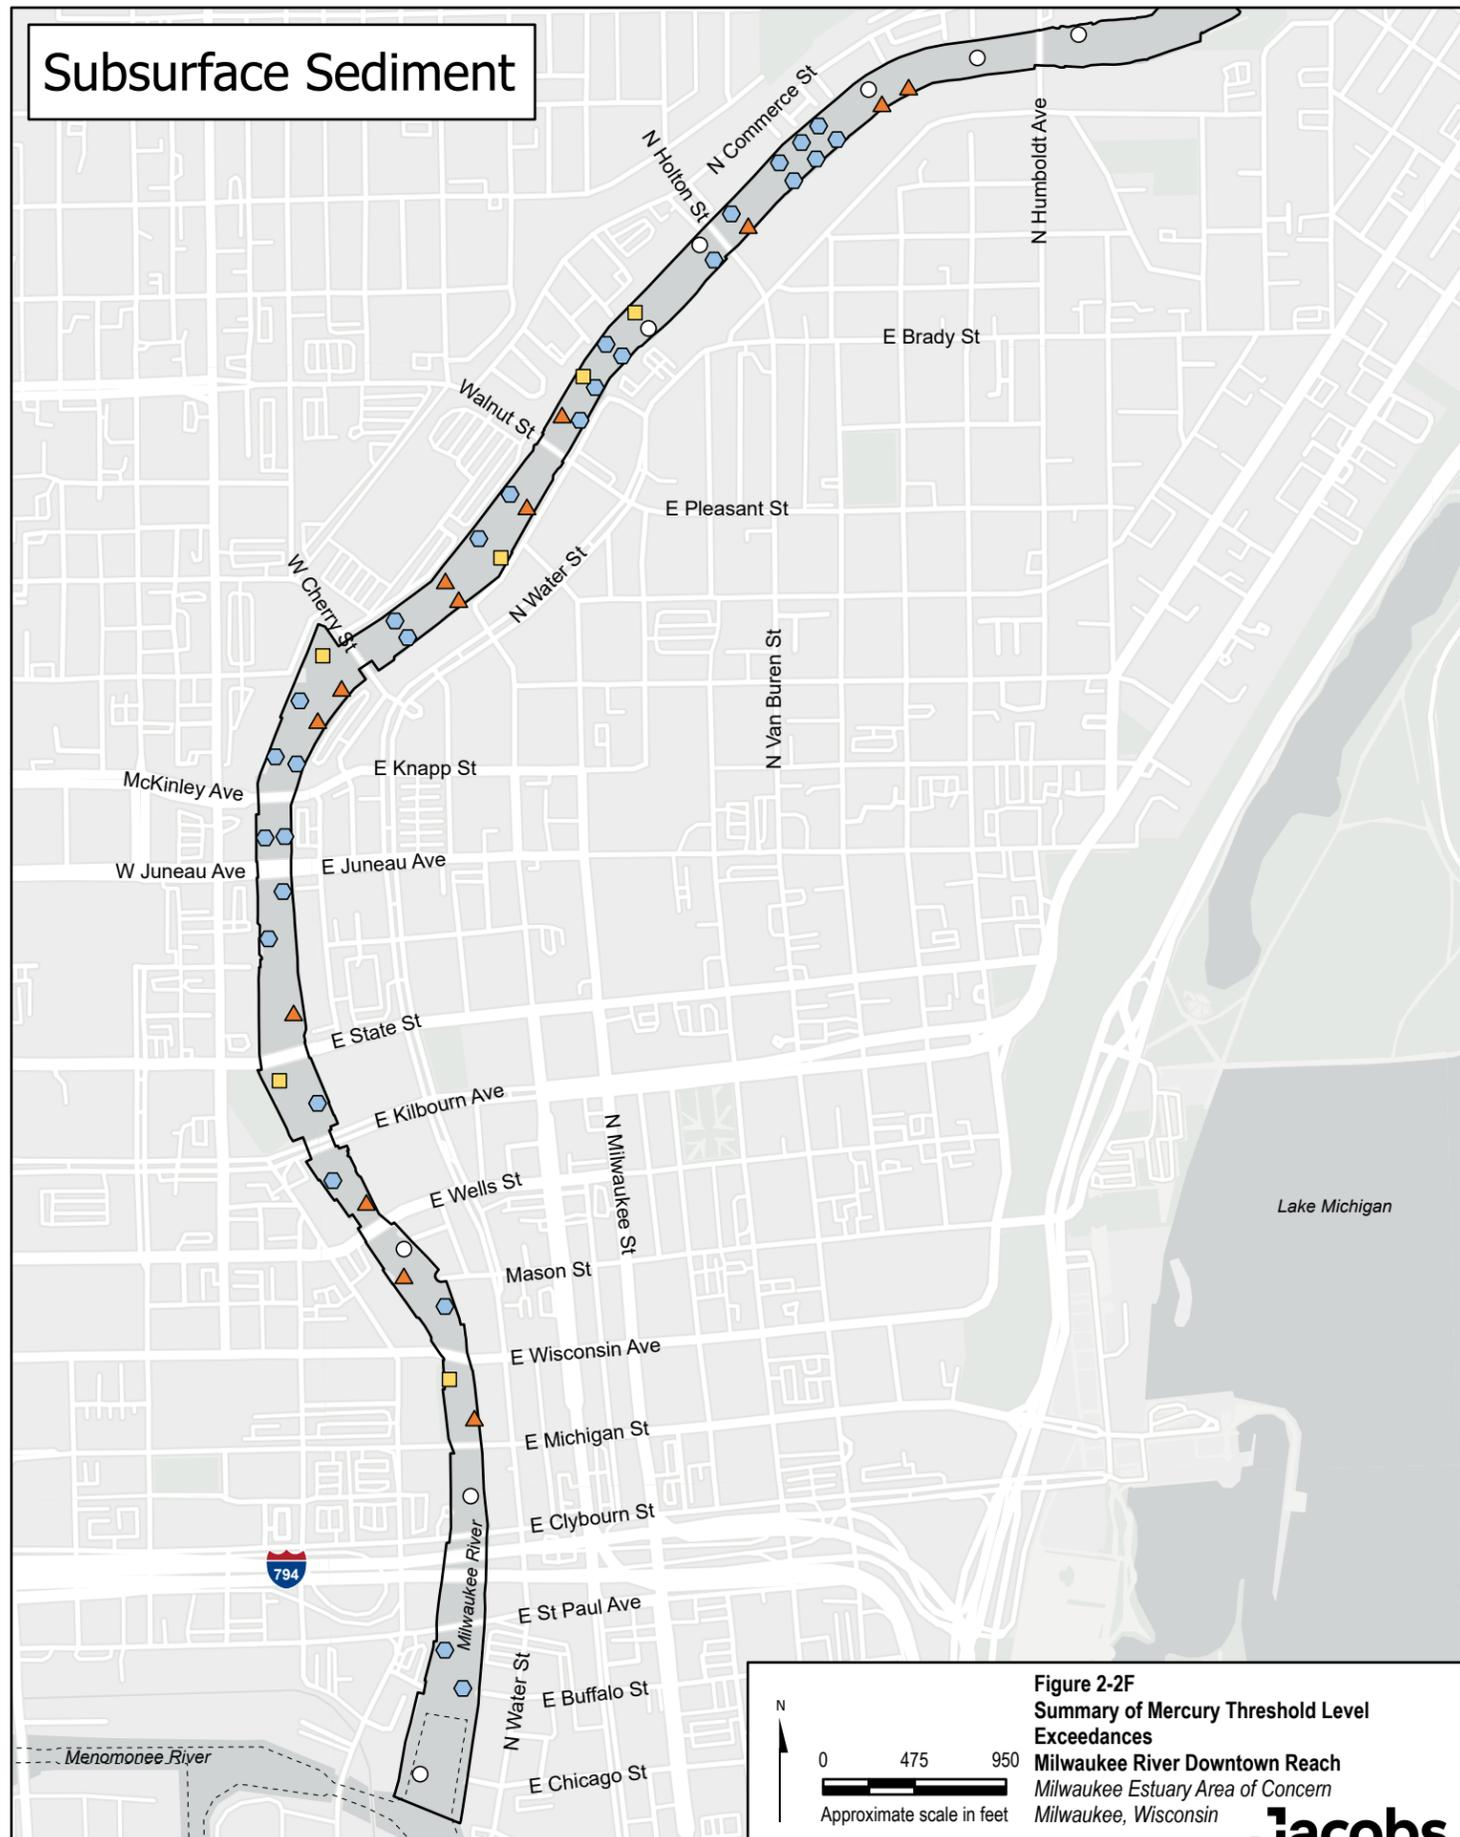 Subsurface Sediment
N Commerce St
N Holton St
N Humboldt Ave
E Brady St
Walnut St
E Pleasant St
N Water St
W Cherry St
N Van Buren St
E Knapp St
McKinley Ave
W Juneau Ave
E Juneau Ave
E State St
E Kilbourn Ave
N Milwaukee St
E Wells St
Lake Michigan
Mason St
E Wisconsin Ave
E Michigan St
E Clybourn St
Milwaukee River
794
E St Paul Ave
N Water St
E Buffalo St
Menomonee River
E Chicago St
N
0 475 950
Approximate scale in feet
Figure 2-2F
Summary of Mercury Threshold Level
Exceedances
Milwaukee River Downtown Reach
Milwaukee Estuary Area of Concern
Milwaukee, Wisconsin
Jacobs